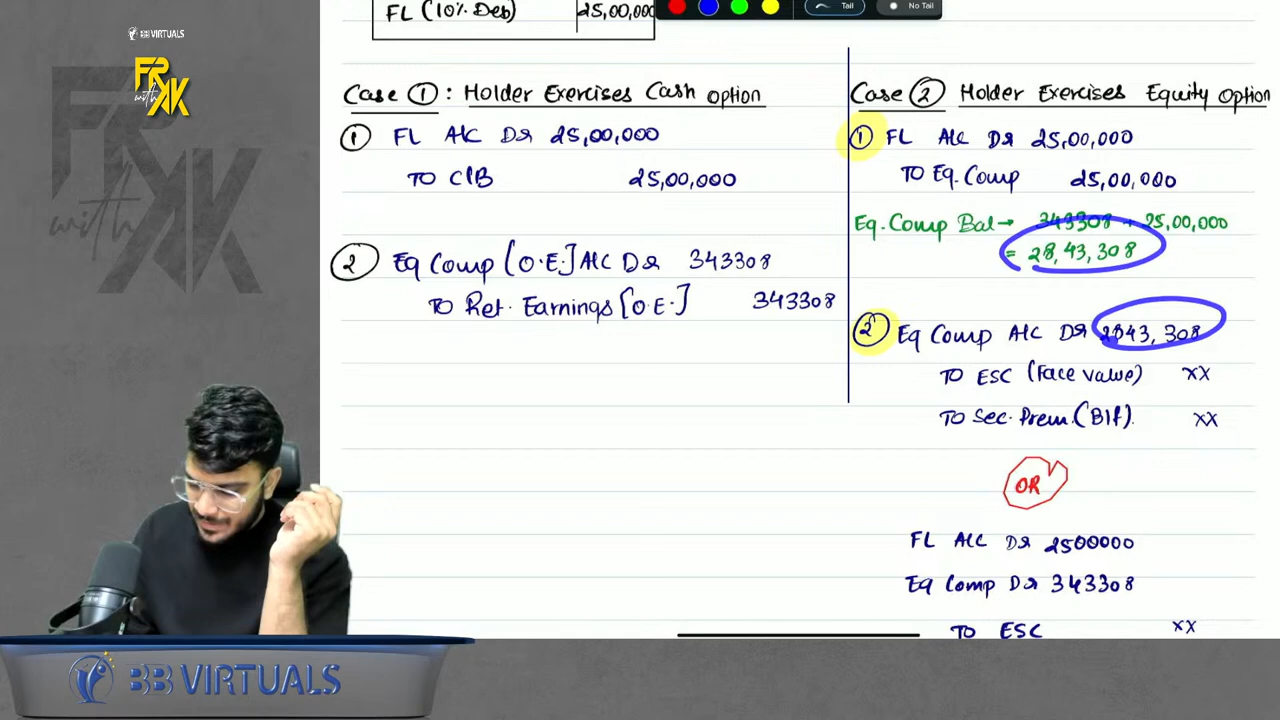 FL (10% Deb) 25,00,000
Tail
No Tail
BB VIRTUALS
FR with AK
Case ① : Holder Exercises Cash option
① FL A/c Dr 25,00,000
TO C/B 25,00,000
② Eq Comp [O.E.] A/c Dr 343308
TO Ret. Earnings [O.E.] 343308
Case ② Holder Exercises Equity option
① FL A/c Dr 25,00,000
TO Eq. Comp 25,00,000
Eq. Comp Bal → 343308 + 25,00,000
= 28,43,308
② Eq Comp A/c Dr 2843,308
TO ESC (Face value) xx
TO Sec. Prem. (B/f) xx
OR
FL A/c Dr 2500000
Eq Comp Dr 343308
TO ESC xx
BB VIRTUALS